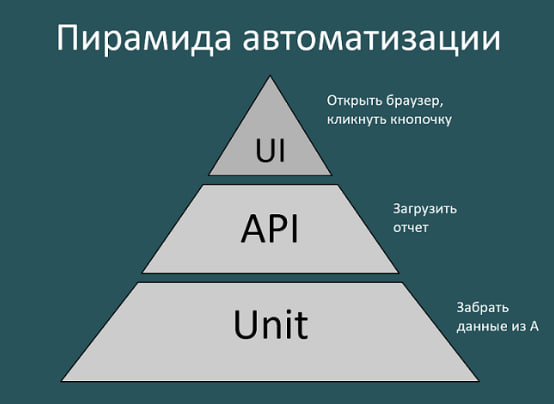 Пирамида автоматизации
Открыть браузер,
кликнуть кнопочку
UI
Загрузить
отчет
API
Забрать
данные из А
Unit